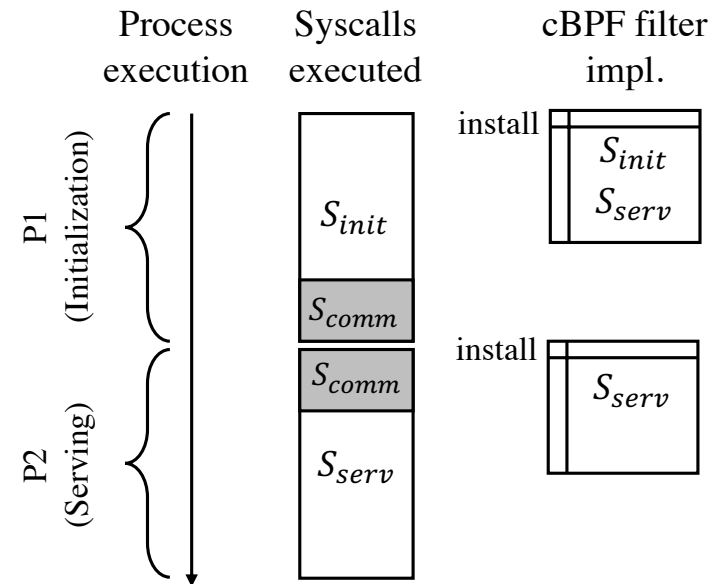 Process
execution
Syscalls
executed
cBPF filter
impl.
P1
(Initialization)
S_init
S_comm
install
S_init
S_serv
P2
(Serving)
S_comm
S_serv
install
S_serv